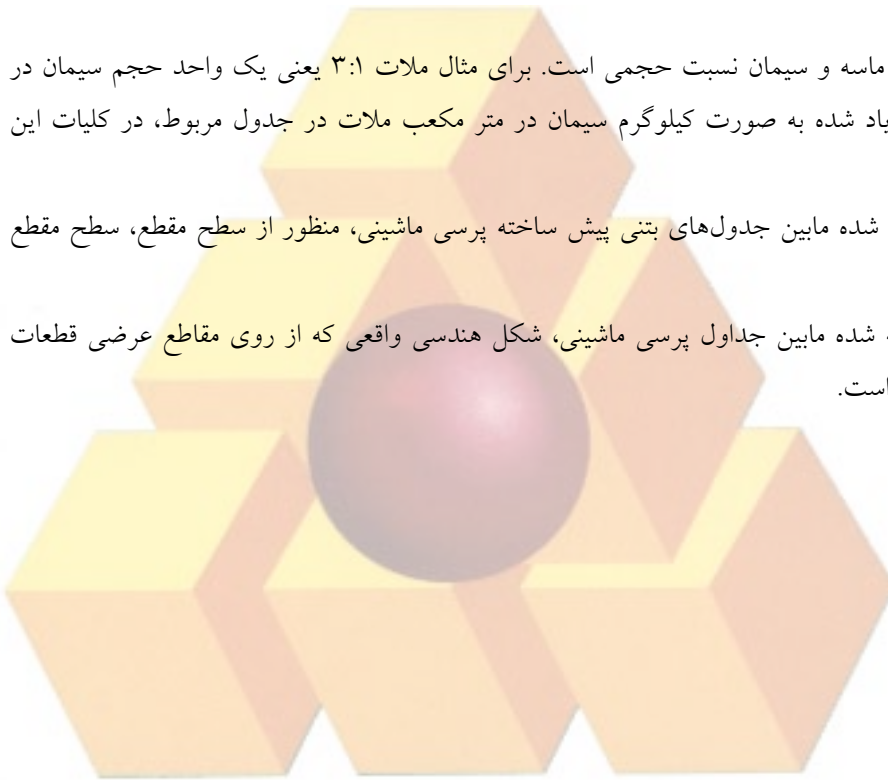 ماسه و سیمان نسبت حجمی است. برای مثال ملات ۳:۱ یعنی یک واحد حجم سیمان در
یاد شده به صورت کیلوگرم سیمان در متر مکعب ملات در جدول مربوط، در کلیات این
شده مابین جدول‌های بتنی پیش ساخته پرسی ماشینی، منظور از سطح مقطع، سطح مقطع
شده مابین جداول پرسی ماشینی، شکل هندسی واقعی که از روی مقاطع عرضی قطعات
است.